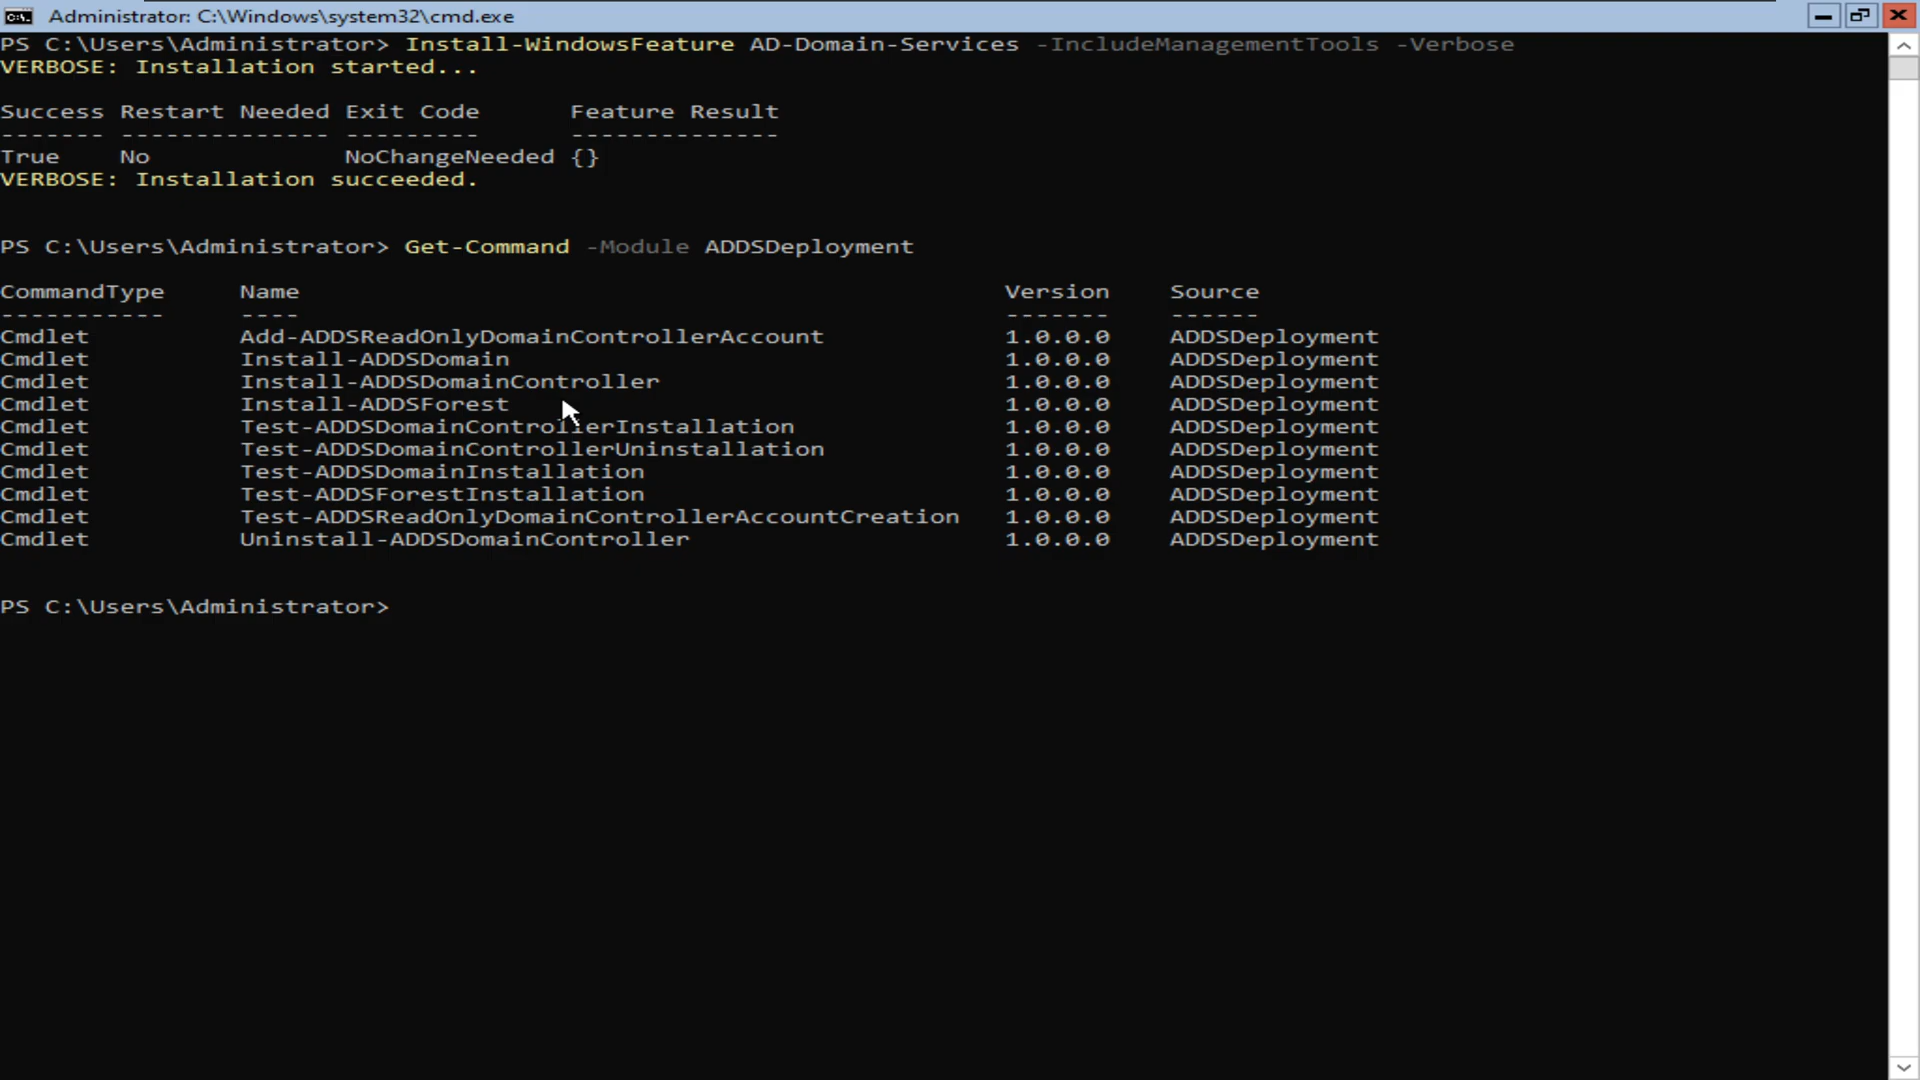 Administrator: C:\Windows\system32\cmd.exe
PS C:\Users\Administrator> Install-WindowsFeature AD-Domain-Services -IncludeManagementTools -Verbose
VERBOSE: Installation started...
Success Restart Needed Exit Code      Feature Result
------- -------------- ---------      --------------
True    No             NoChangeNeeded {}
VERBOSE: Installation succeeded.
PS C:\Users\Administrator> Get-Command -Module ADDSDeployment
CommandType     Name                                               Version    Source
-----------     ----                                               -------    ------
Cmdlet          Add-ADDSReadOnlyDomainControllerAccount            1.0.0.0    ADDSDeployment
Cmdlet          Install-ADDSDomain                                 1.0.0.0    ADDSDeployment
Cmdlet          Install-ADDSDomainController                       1.0.0.0    ADDSDeployment
Cmdlet          Install-ADDSForest                                 1.0.0.0    ADDSDeployment
Cmdlet          Test-ADDSDomainControllerInstallation              1.0.0.0    ADDSDeployment
Cmdlet          Test-ADDSDomainControllerUninstallation            1.0.0.0    ADDSDeployment
Cmdlet          Test-ADDSDomainInstallation                        1.0.0.0    ADDSDeployment
Cmdlet          Test-ADDSForestInstallation                        1.0.0.0    ADDSDeployment
Cmdlet          Test-ADDSReadOnlyDomainControllerAccountCreation   1.0.0.0    ADDSDeployment
Cmdlet          Uninstall-ADDSDomainController                     1.0.0.0    ADDSDeployment
PS C:\Users\Administrator>